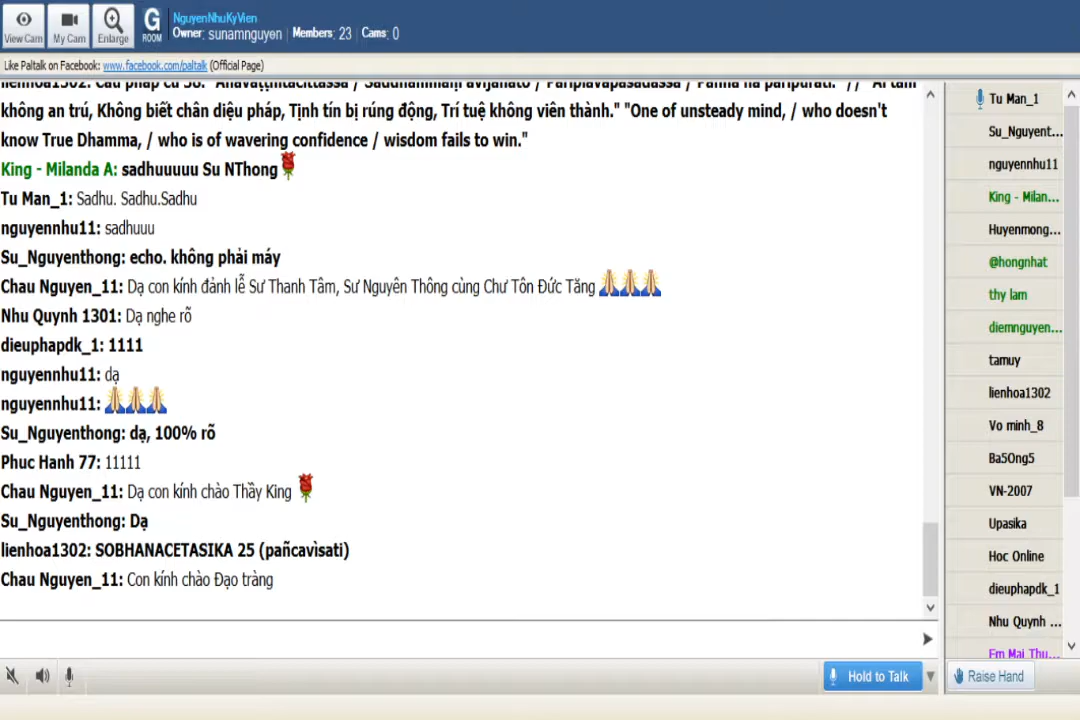 View Cam
My Cam
Enlarge
G
ROOM
NguyenNhuKyVien
Owner: sunamnguyen | Members: 23 | Cams: 0
Like Paltalk on Facebook: www.facebook.com/paltalk (Official Page)
không an trú, Không biết chân diệu pháp, Tịnh tín bị rúng động, Trí tuệ không viên thành." "One of unsteady mind, / who doesn't
know True Dhamma, / who is of wavering confidence / wisdom fails to win."
King - Milanda A: sadhuuuuu Su NThong
Tu Man_1: Sadhu. Sadhu.Sadhu
nguyennhu11: sadhuuu
Su_Nguyenthong: echo. không phải máy
Chau Nguyen_11: Dạ con kính đảnh lễ Sư Thanh Tâm, Sư Nguyên Thông cùng Chư Tôn Đức Tăng
Nhu Quynh 1301: Dạ nghe rõ
dieuphapdk_1: 1111
nguyennhu11: dạ
nguyennhu11:
Su_Nguyenthong: dạ, 100% rõ
Phuc Hanh 77: 11111
Chau Nguyen_11: Dạ con kính chào Thầy King
Su_Nguyenthong: Dạ
lienhoa1302: SOBHANACETASIKA 25 (pañcavìsati)
Chau Nguyen_11: Con kính chào Đạo tràng
Tu Man_1
Su_Nguyent...
nguyennhu11
King - Milan...
Huyenmong...
@hongnhat
thy lam
diemnguyen...
tamuy
lienhoa1302
Vo minh_8
Ba5Ong5
VN-2007
Upasika
Hoc Online
dieuphapdk_1
Nhu Quynh ...
Em Mai Thu...
Hold to Talk
Raise Hand